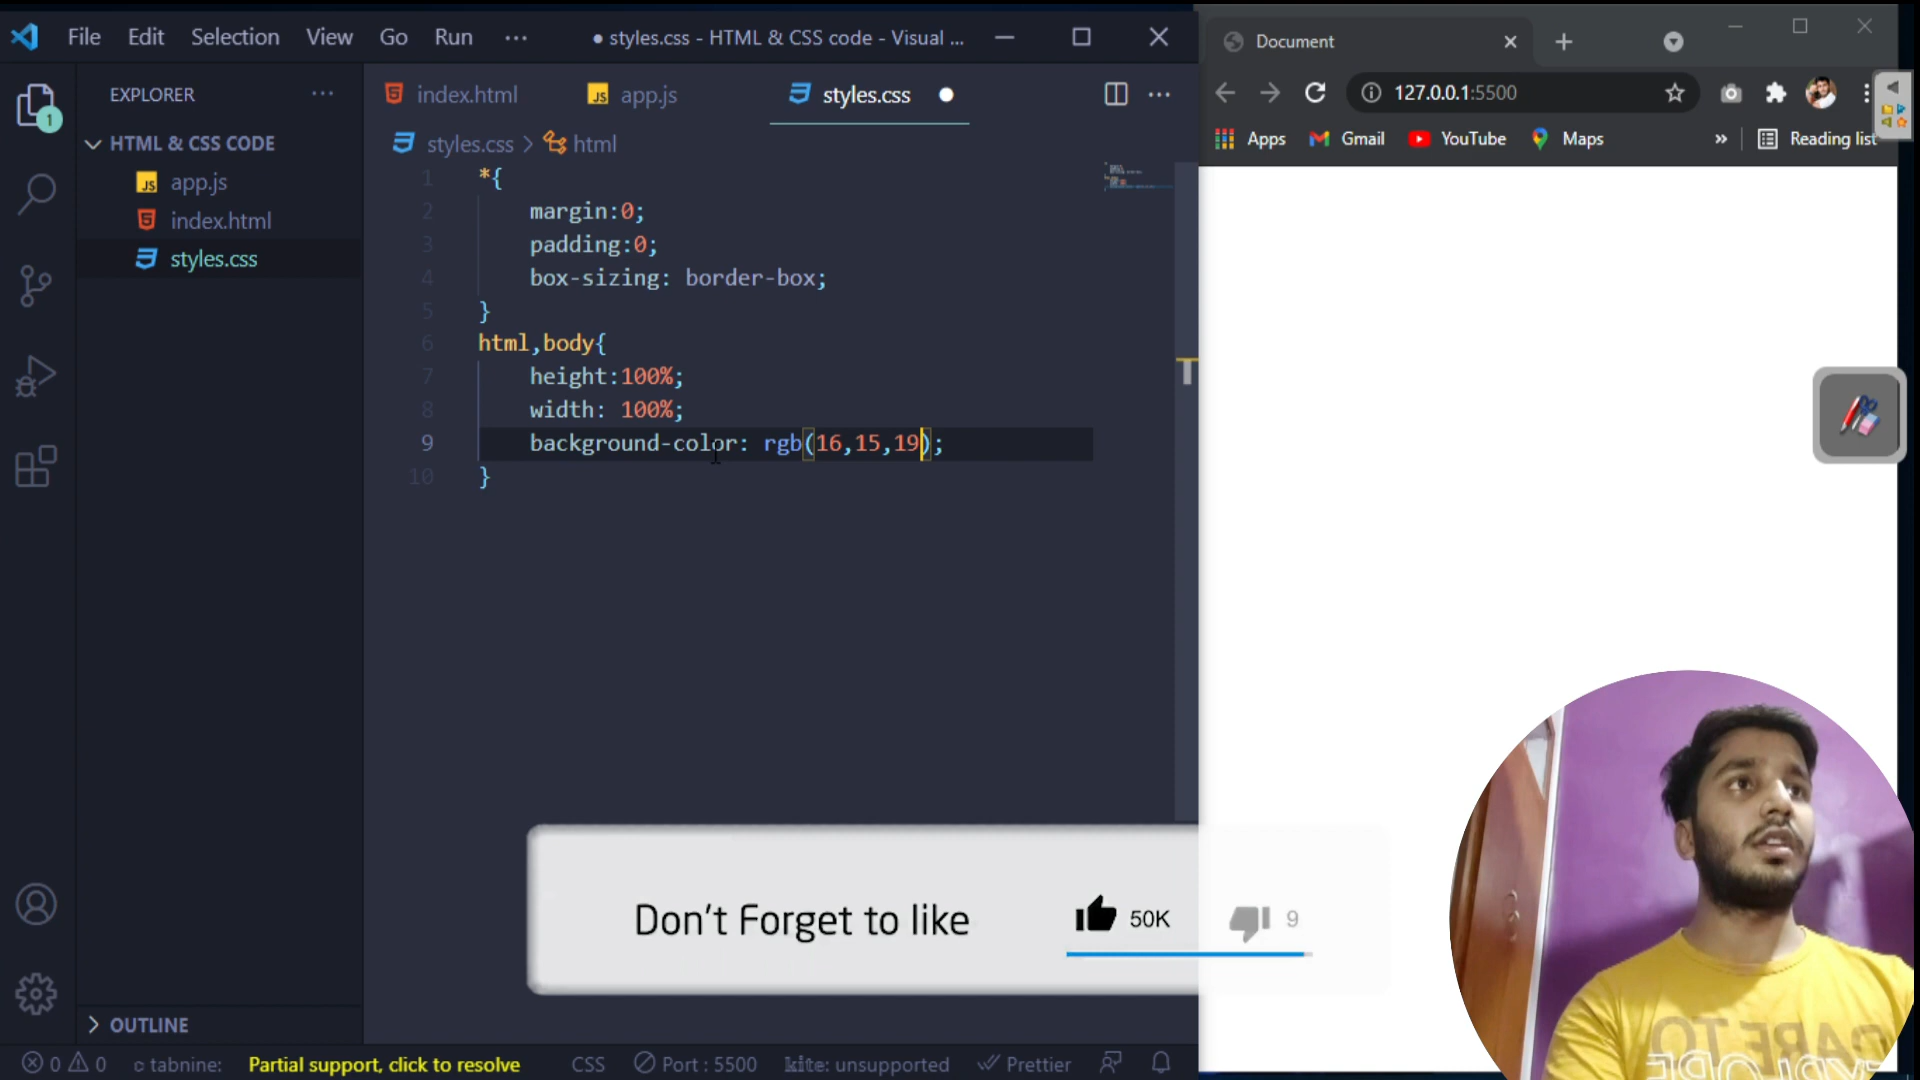 File Edit Selection View Go Run ··· ● styles.css - HTML & CSS code - Visual ...
Document
EXPLORER ···
index.html app.js styles.css
127.0.0.1:5500
Apps Gmail YouTube Maps » Reading list
HTML & CSS CODE
app.js
index.html
styles.css
styles.css > html
1 *{
2 margin:0;
3 padding:0;
4 box-sizing: border-box;
5 }
6 html,body{
7 height:100%;
8 width: 100%;
9 background-color: rgb(16,15,19);
10 }
1
Don't Forget to like 50K 9
DARE TO
OUTLINE
0 0 c tabnine: Partial support, click to resolve CSS Port : 5500 kite: unsupported Prettier